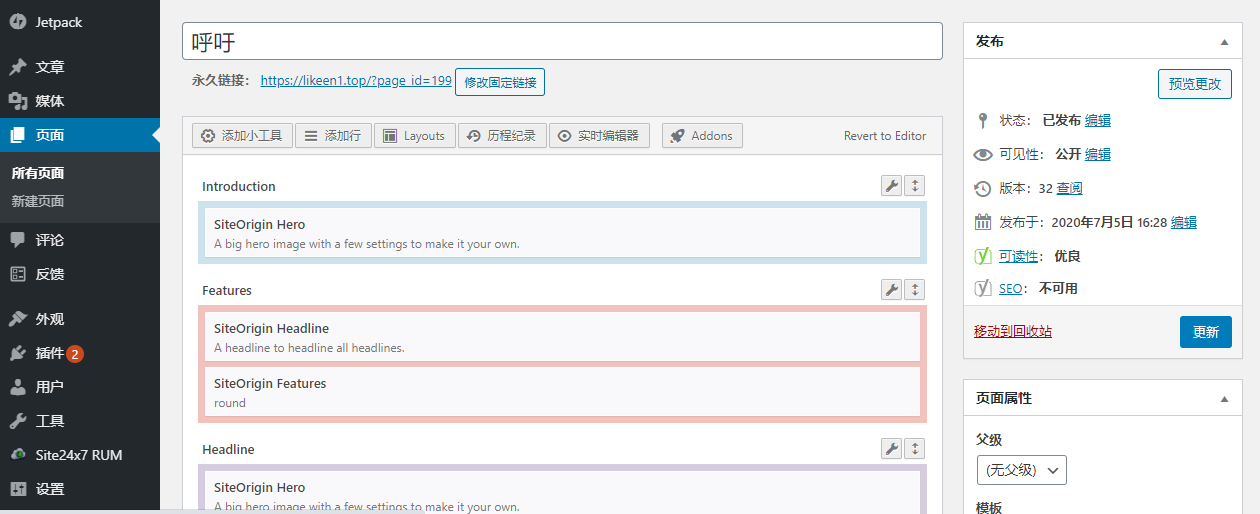 Jetpack
文章
媒体
页面
所有页面
新建页面
评论
反馈
外观
插件 2
用户
工具
Site24x7 RUM
设置
呼吁
永久链接： https://likeen1.top/?page_id=199 修改固定链接
添加小工具 添加行 Layouts 历程纪录 实时编辑器 Addons Revert to Editor
Introduction
SiteOrigin Hero
A big hero image with a few settings to make it your own.
Features
SiteOrigin Headline
A headline to headline all headlines.
SiteOrigin Features
round
Headline
SiteOrigin Hero
A big hero image with a few settings to make it your own.
发布
预览更改
状态： 已发布 编辑
可见性： 公开 编辑
版本： 32 查阅
发布于： 2020年7月5日 16:28 编辑
可读性： 优良
SEO： 不可用
移动到回收站 更新
页面属性
父级
(无父级)
模板